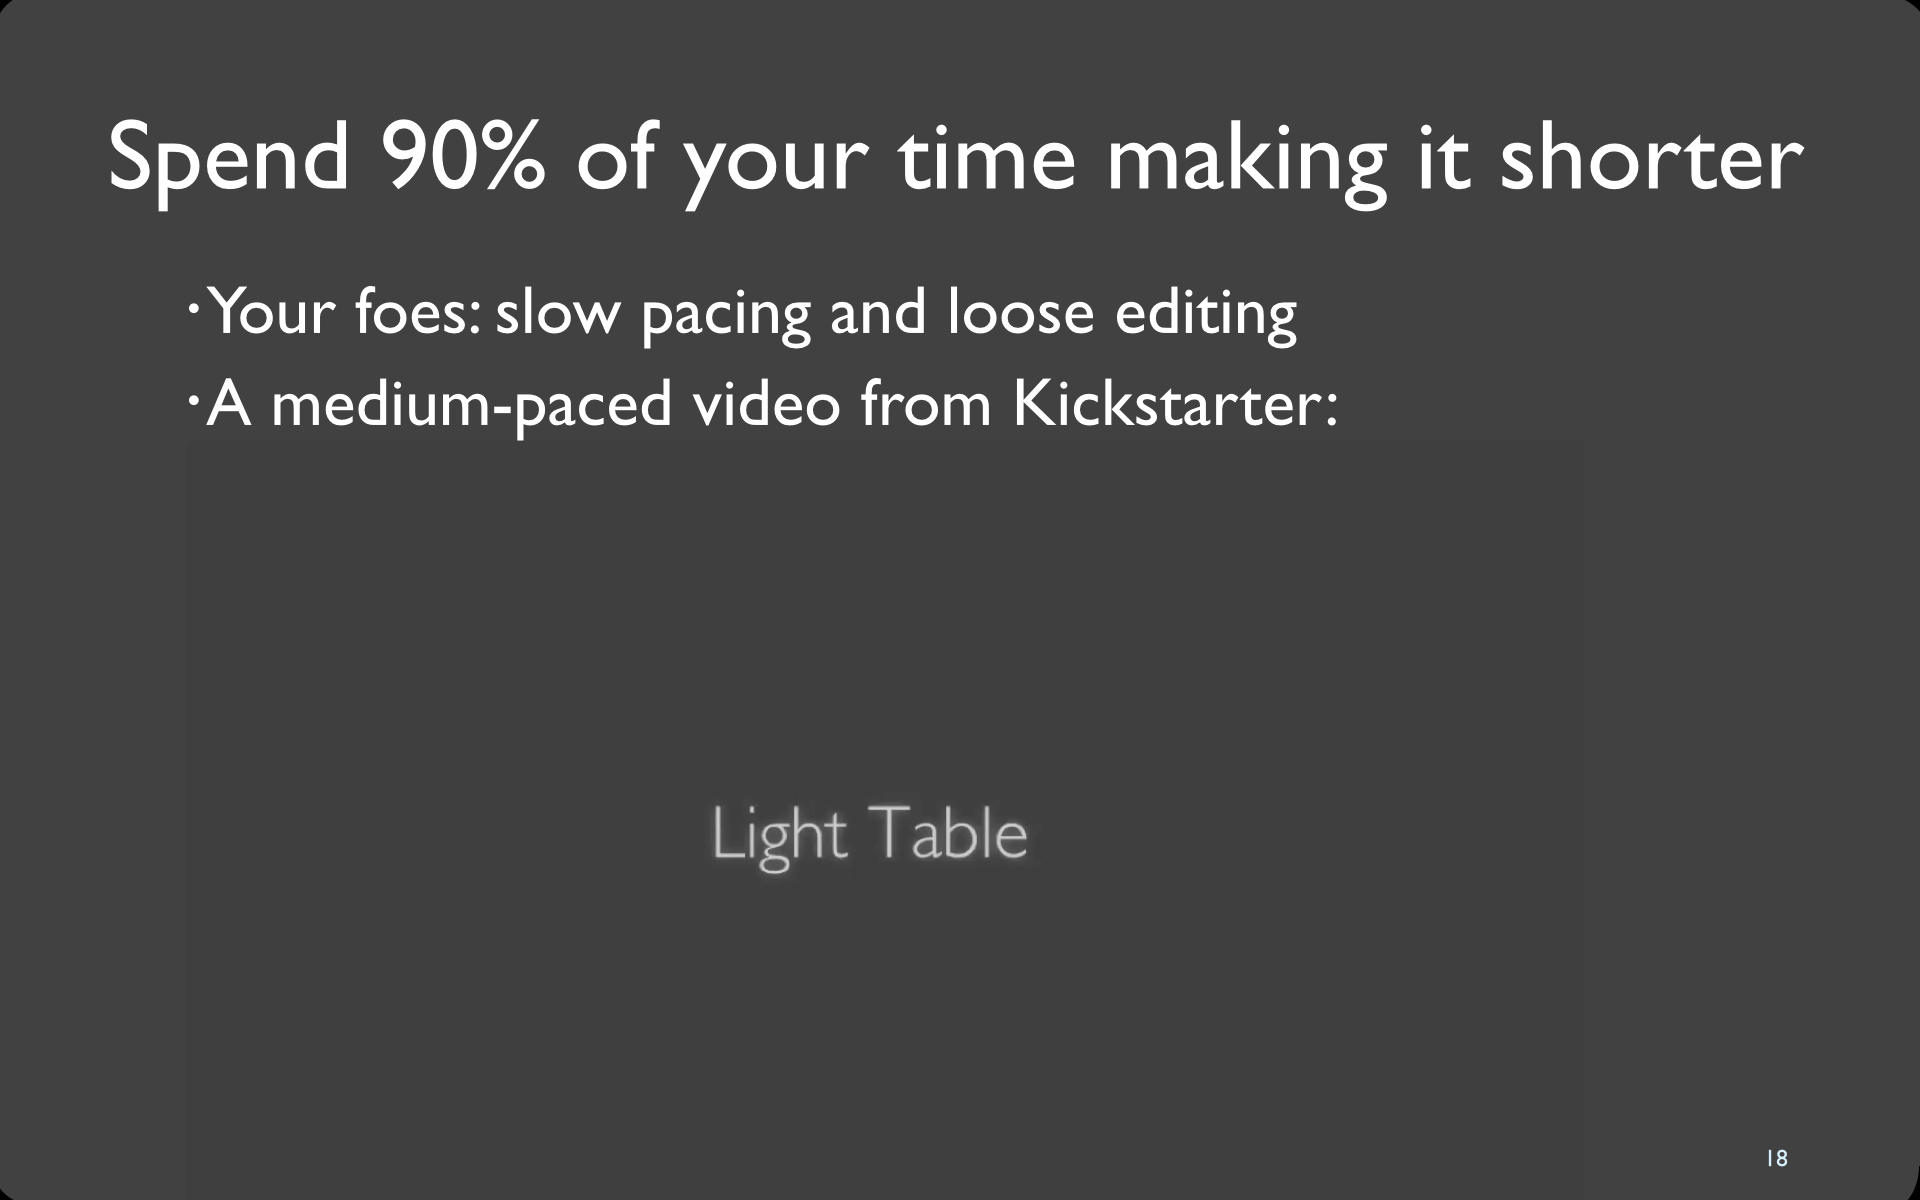 Spend 90% of your time making it shorter
• Your foes: slow pacing and loose editing
• A medium-paced video from Kickstarter:
Light Table
18